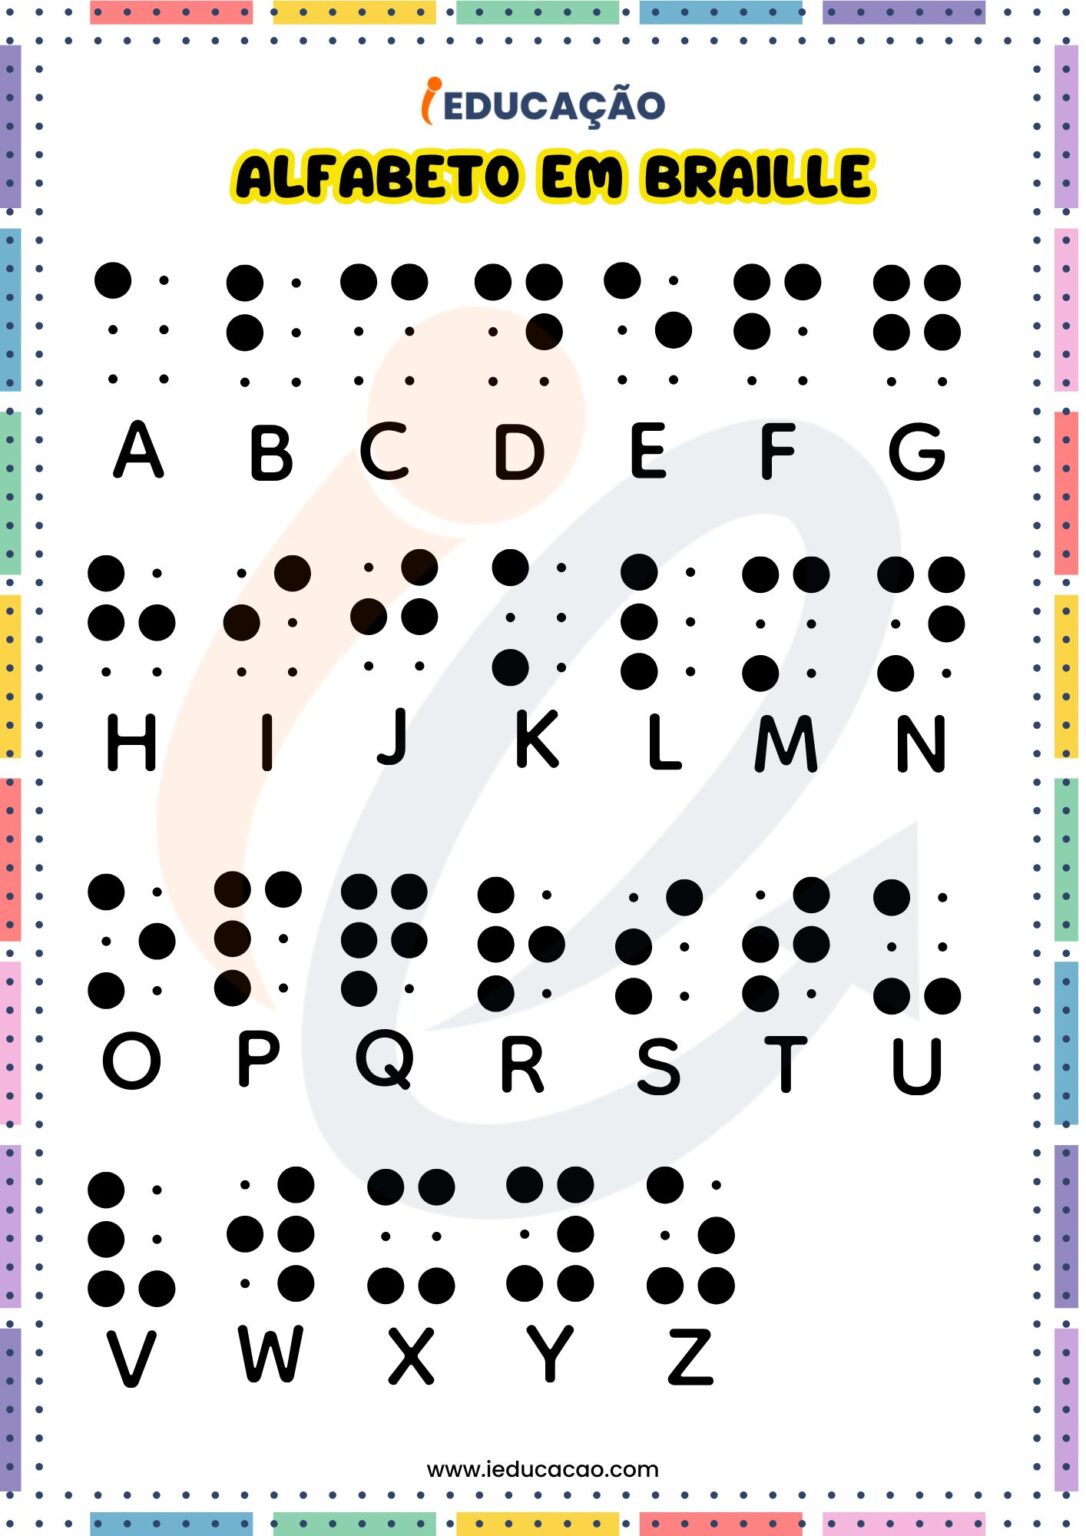 iEDUCAÇÃO
ALFABETO EM BRAILLE
A B C D E F G
H I J K L M N
O P Q R S T U
V W X Y Z
www.ieducacao.com